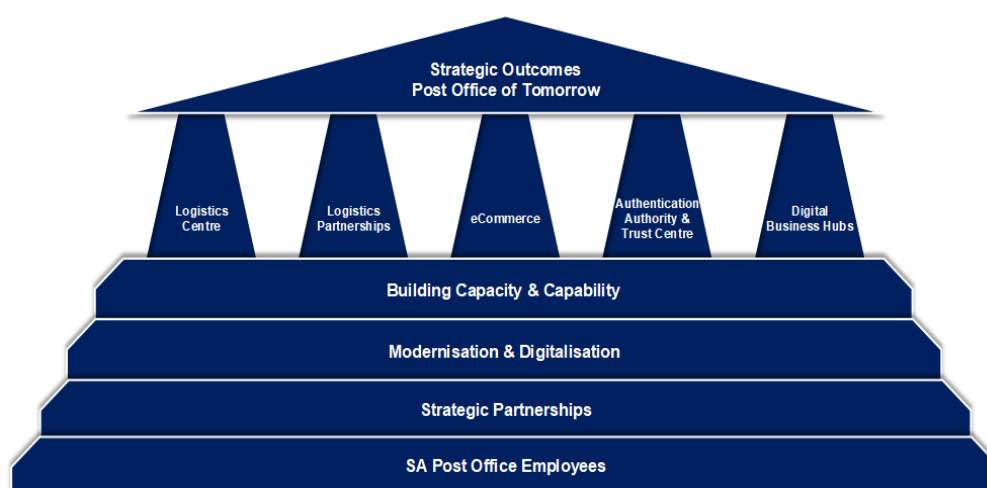 Strategic Outcomes
Post Office of Tomorrow
Logistics
Centre
Logistics
Partnerships
eCommerce
Authentication
Authority &
Trust Centre
Digital
Business Hubs
Building Capacity & Capability
Modernisation & Digitalisation
Strategic Partnerships
SA Post Office Employees